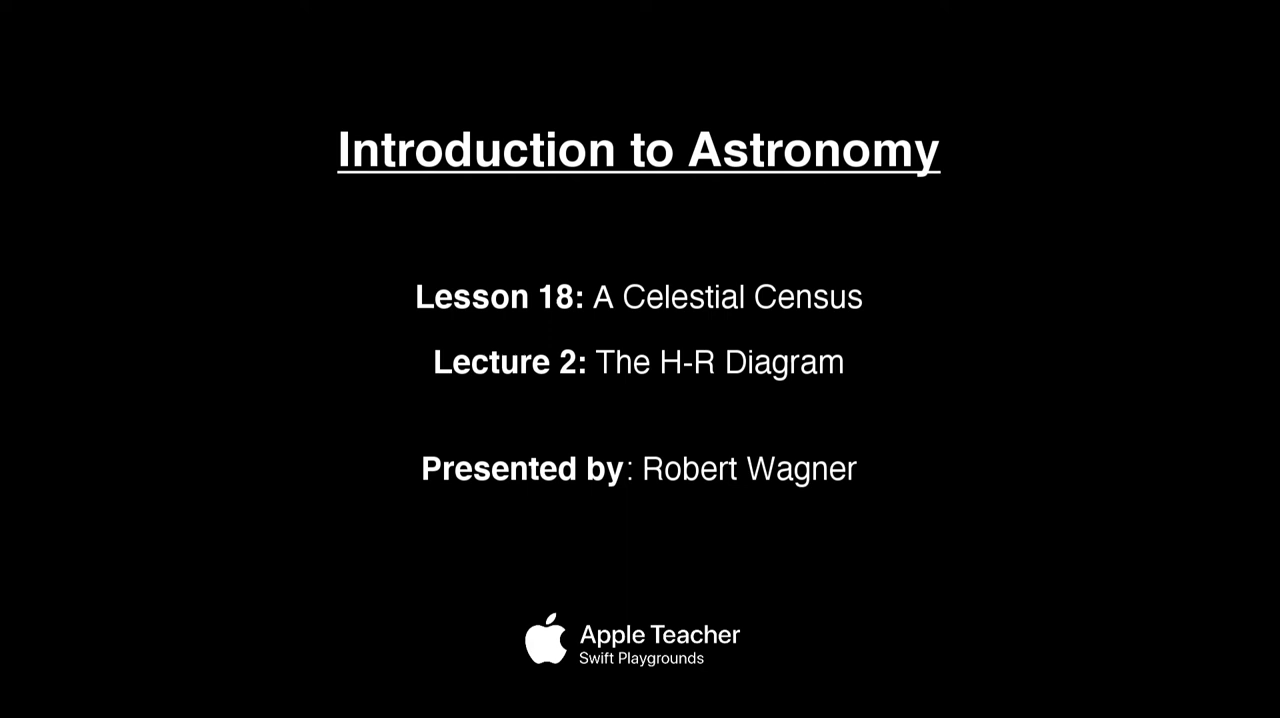 Introduction to Astronomy
Lesson 18: A Celestial Census
Lecture 2: The H-R Diagram
Presented by: Robert Wagner
Apple Teacher
Swift Playgrounds